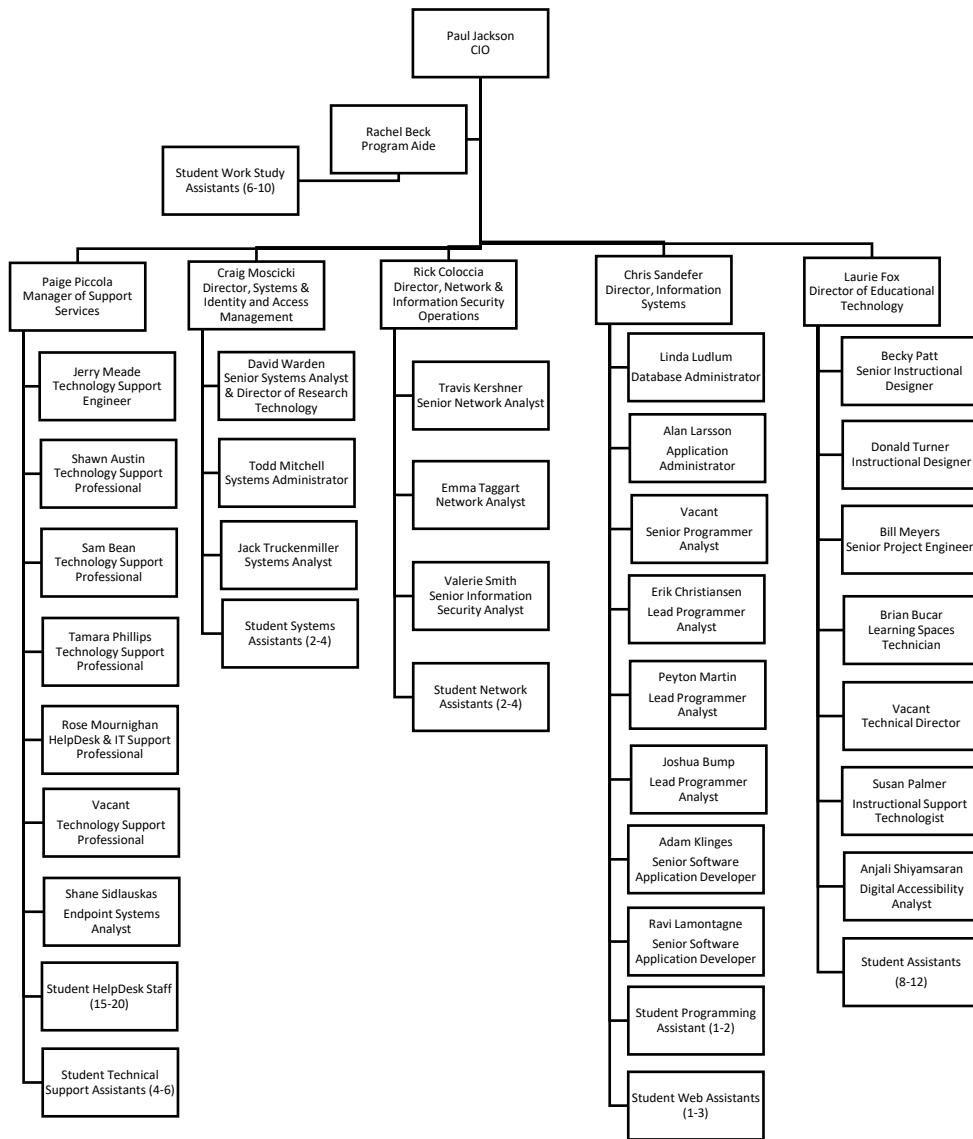 Paul Jackson
CIO
Rachel Beck
Program Aide
Student Work Study
Assistants (6-10)
Paige Piccola
Manager of Support
Services
Jerry Meade
Technology Support
Engineer
Shawn Austin
Technology Support
Professional
Sam Bean
Technology Support
Professional
Tamara Phillips
Technology Support
Professional
Rose Mournighan
HelpDesk & IT Support
Professional
Vacant
Technology Support
Professional
Shane Sidlauskas
Endpoint Systems
Analyst
Student HelpDesk Staff
(15-20)
Student Technical
Support Assistants (4-6)
Craig Moscicki
Director, Systems
& Identity and Access
Management
David Warden
Senior Systems Analyst
& Director of Research
Technology
Todd Mitchell
Systems Administrator
Jack Truckenmiller
Systems Analyst
Student Systems
Assistants (2-4)
Rick Coloccia
Director, Network &
Information Security
Operations
Travis Kershner
Senior Network Analyst
Emma Taggart
Network Analyst
Valerie Smith
Senior Information
Security Analyst
Student Network
Assistants (2-4)
Chris Sandefer
Director, Information
Systems
Linda Ludlum
Database Administrator
Alan Larsson
Application
Administrator
Vacant
Senior Programmer
Analyst
Erik Christiansen
Lead Programmer
Analyst
Peyton Martin
Lead Programmer
Analyst
Joshua Bump
Lead Programmer
Analyst
Adam Klinges
Senior Software
Application Developer
Ravi Lamontagne
Senior Software
Application Developer
Student Programming
Assistant (1-2)
Student Web Assistants
(1-3)
Laurie Fox
Director of Educational
Technology
Becky Patt
Senior Instructional
Designer
Donald Turner
Instructional Designer
Bill Meyers
Senior Project Engineer
Brian Bucar
Learning Spaces
Technician
Vacant
Technical Director
Susan Palmer
Instructional Support
Technologist
Anjali Shiyamsaran
Digital Accessibility
Analyst
Student Assistants
(8-12)